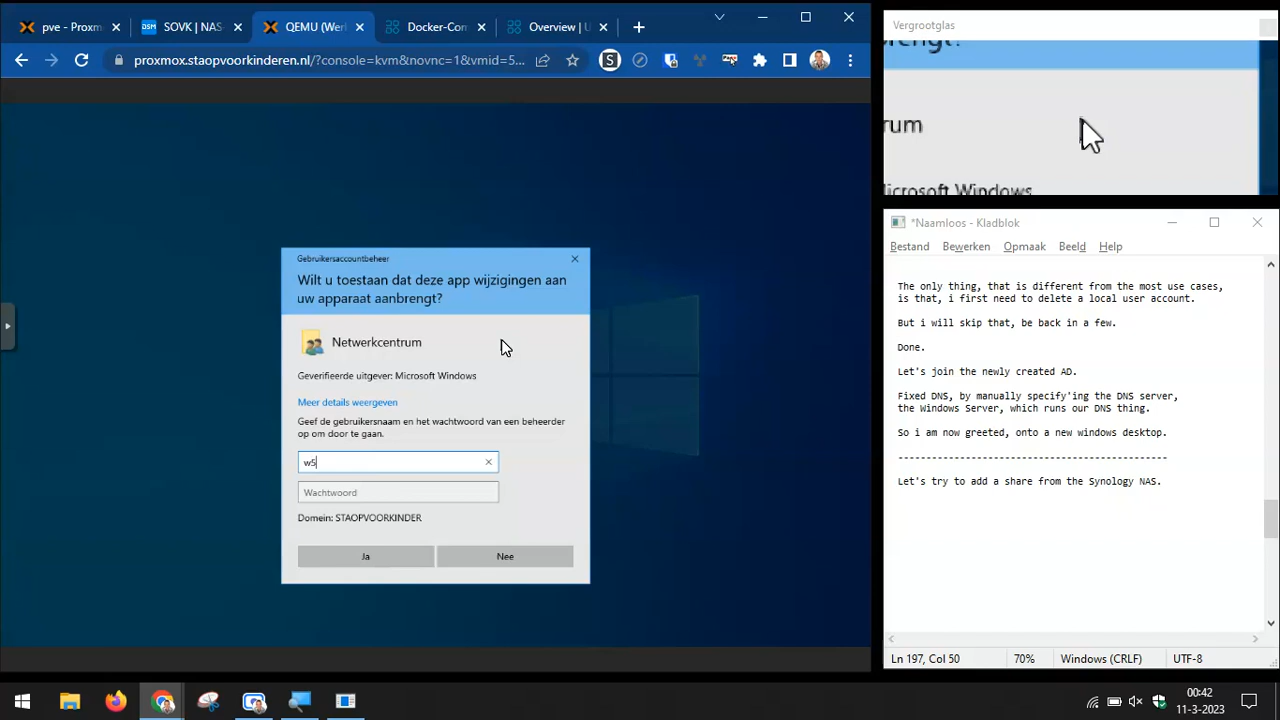 pve - Proxm
SOVK | NAS
QEMU (Werk
Docker-Con
Overview | U
proxmox.staopvoorkinderen.nl/?console=kvm&novnc=1&vmid=5...
Gebruikersaccountbeheer
Wilt u toestaan dat deze app wijzigingen aan
uw apparaat aanbrengt?
Netwerkcentrum
Geverifieerde uitgever: Microsoft Windows
Meer details weergeven
Geef de gebruikersnaam en het wachtwoord van een beheerder
op om door te gaan.
w5
Wachtwoord
Domein: STAOPVOORKINDER
Ja
Nee
Vergrootglas
rengt?
rum
licrosoft Windows
*Naamloos - Kladblok
Bestand Bewerken Opmaak Beeld Help
The only thing, that is different from the most use cases,
is that, i first need to delete a local user account.
But i will skip that, be back in a few.
Done.
Let's join the newly created AD.
Fixed DNS, by manually specify'ing the DNS server,
the Windows Server, which runs our DNS thing.
So i am now greeted, onto a new windows desktop.
------------------------------------------------
Let's try to add a share from the Synology NAS.
Ln 197, Col 50
70%
Windows (CRLF)
UTF-8
00:42
11-3-2023